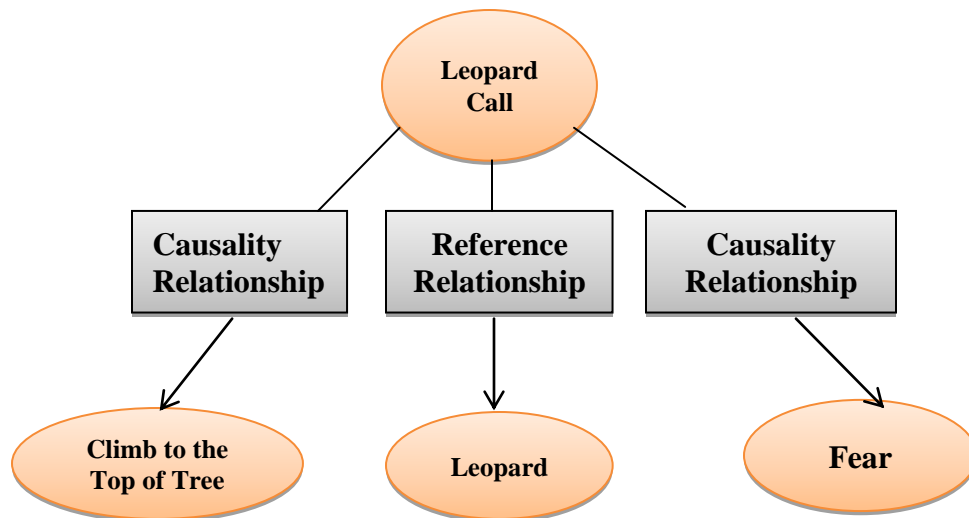 Leopard
Call
Causality
Relationship
Reference
Relationship
Causality
Relationship
Climb to the
Top of Tree
Leopard
Fear